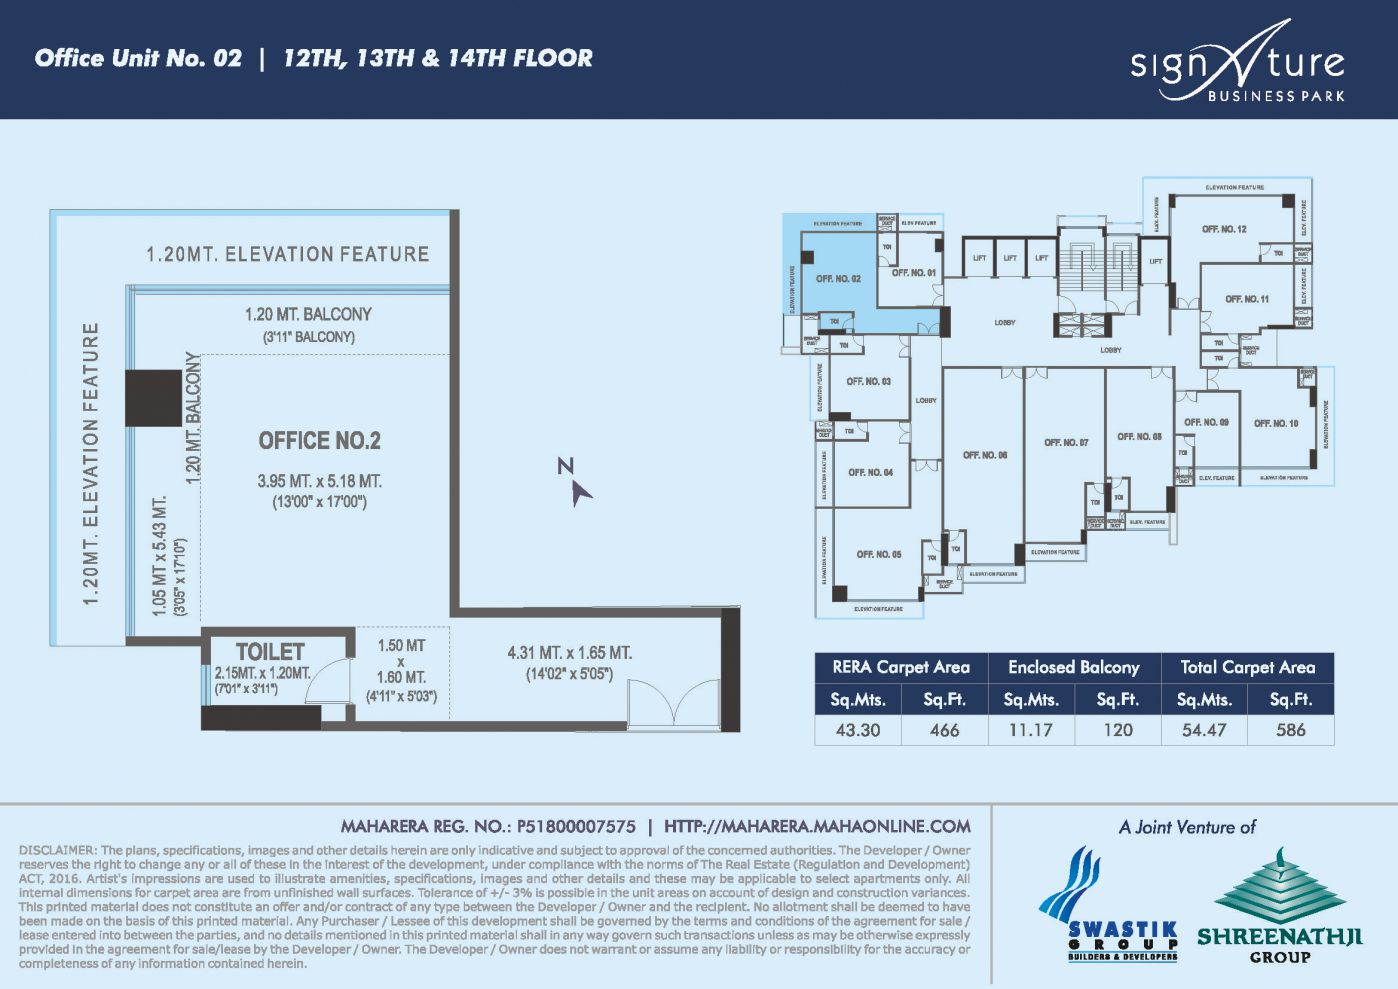 Office Unit No. 02 | 12TH, 13TH & 14TH FLOOR
signAture
BUSINESS PARK
1.20MT. ELEVATION FEATURE
1.20MT. ELEVATION FEATURE
1.20 MT. BALCONY
(3'11" BALCONY)
1.20 MT. BALCONY
OFFICE NO.2
3.95 MT. x 5.18 MT.
(13'00" x 17'00")
1.05 MT x 5.43 MT.
(3'05" x 17'10")
TOILET
2.15MT. x 1.20MT.
(7'01" x 3'11")
1.50 MT
x
1.60 MT.
(4'11" x 5'03")
4.31 MT. x 1.65 MT.
(14'02" x 5'05")
N
ELEVATION FEATURE
ELEVATION FEATURE
SERVICE DUCT
ELEV FEATURE
ELEVATION FEATURE
OFF. NO. 02
TOI
OFF. NO. 01
TOI
LIFT
LIFT
LIFT
LIFT
LOBBY
LOBBY
LOBBY
ELEV. FEATURE
OFF. NO. 12
ELEV. FEATURE
TOI
SERVICE DUCT
OFF. NO. 11
ELEV. FEATURE
SERVICE DUCT
TOI
TOI
SERVICE DUCT
SERVICE DUCT
TOI
ELEVATION FEATURE
OFF. NO. 03
SERVICE DUCT
TOI
ELEVATION FEATURE
OFF. NO. 04
ELEVATION FEATURE
OFF. NO. 05
TOI
ELEVATION FEATURE
SERVICE DUCT
OFF. NO. 06
TOI
ELEVATION FEATURE
OFF. NO. 07
TOI
SERVICE DUCT
ELEVATION FEATURE
OFF. NO. 08
TOI
SERVICE DUCT
ELEV. FEATURE
OFF. NO. 09
TOI
SERVICE DUCT
ELEV. FEATURE
OFF. NO. 10
SERVICE DUCT
ELEVATION FEATURE
ELEVATION FEATURE
RERA Carpet Area Enclosed Balcony Total Carpet Area
Sq.Mts. Sq.Ft. Sq.Mts. Sq.Ft. Sq.Mts. Sq.Ft.
43.30 466 11.17 120 54.47 586
MAHARERA REG. NO.: P51800007575 | HTTP://MAHARERA.MAHAONLINE.COM
DISCLAIMER: The plans, specifications, images and other details herein are only indicative and subject to approval of the concerned authorities. The Developer / Owner
reserves the right to change any or all of these in the interest of the development, under compliance with the norms of The Real Estate (Regulation and Development)
ACT, 2016. Artist's impressions are used to illustrate amenities, specifications, images and other details and these may be applicable to select apartments only. All
internal dimensions for carpet area are from unfinished wall surfaces. Tolerance of +/- 3% is possible in the unit areas on account of design and construction variances.
This printed material does not constitute an offer and/or contract of any type between the Developer / Owner and the recipient. No allotment shall be deemed to have
been made on the basis of this printed material. Any Purchaser / Lessee of this development shall be governed by the terms and conditions of the agreement for sale /
lease entered into between the parties, and no details mentioned in this printed material shall in any way govern such transactions unless as may be otherwise expressly
provided in the agreement for sale/lease by the Developer / Owner. The Developer / Owner does not warrant or assume any liability or responsibility for the accuracy or
completeness of any information contained herein.
A Joint Venture of
SWASTIK
GROUP
BUILDERS & DEVELOPERS
SHREENATHJI
GROUP